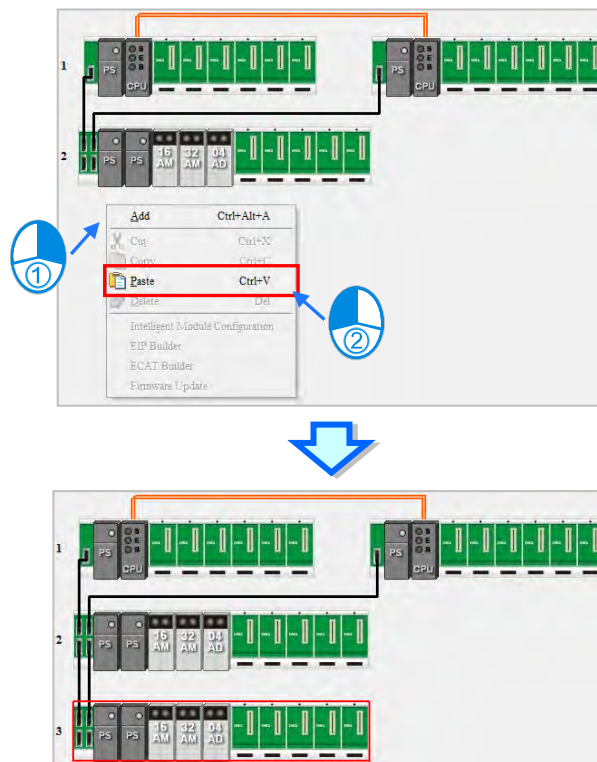 1
PS
S
E
B
CPU
PS
S
E
B
CPU
2
PS
PS
16
AM
32
AM
04
AD
Add Ctrl+Alt+A
Cut Ctrl+X
Copy Ctrl+C
Paste Ctrl+V
Delete Del
Intelligent Module Configuration
EIP Builder
ECAT Builder
Firmware Update
①
②
1
PS
S
E
B
CPU
PS
S
E
B
CPU
2
PS
PS
16
AM
32
AM
04
AD
3
PS
PS
16
AM
32
AM
04
AD